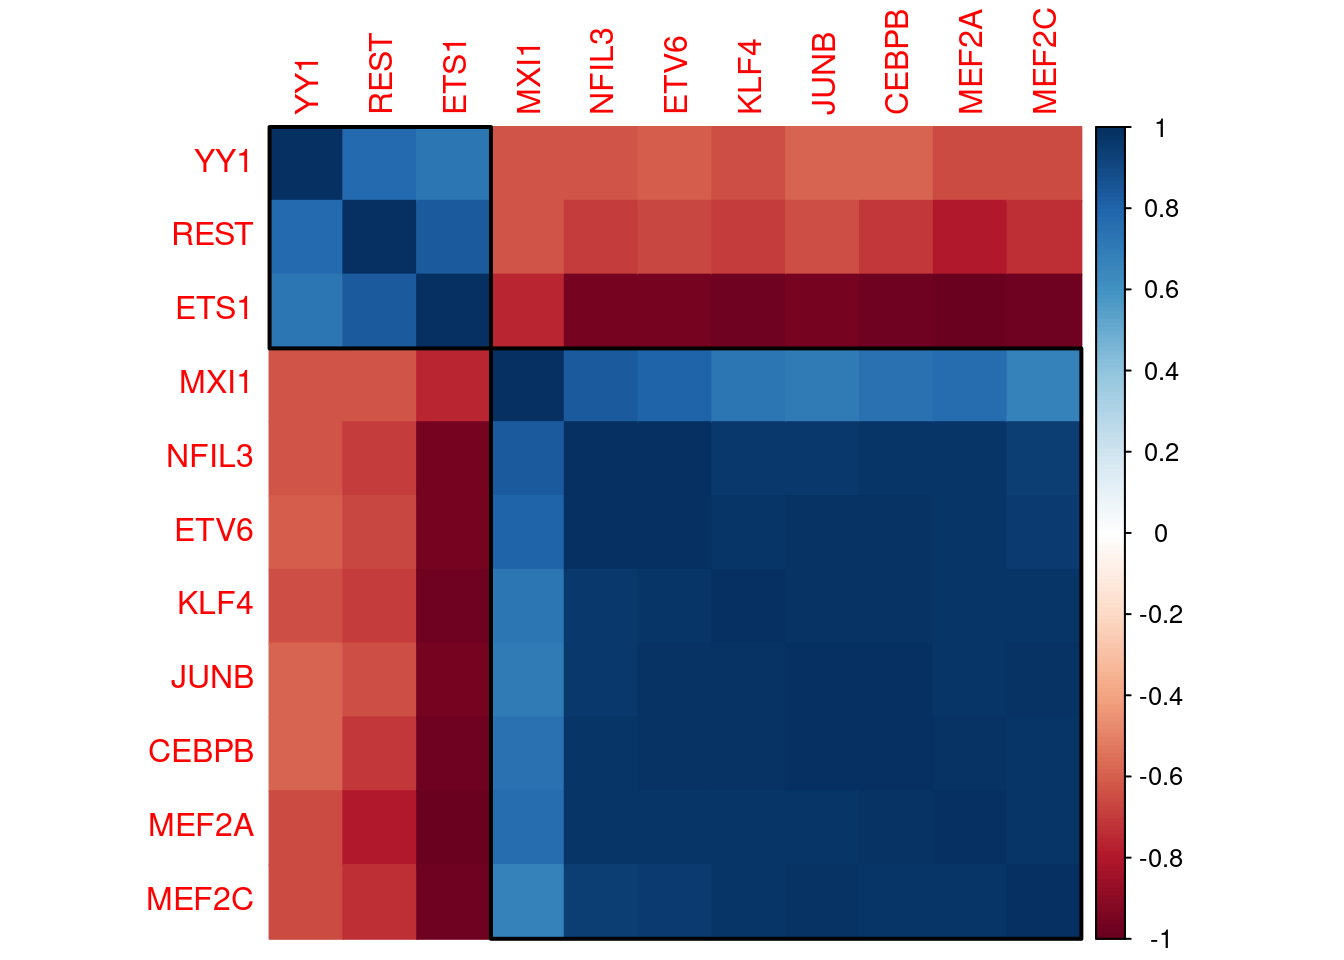 YY1 REST ETS1 MXI1 NFIL3 ETV6 KLF4 JUNB CEBPB MEF2A MEF2C
YY1
REST
ETS1
MXI1
NFIL3
ETV6
KLF4
JUNB
CEBPB
MEF2A
MEF2C
1
0.8
0.6
0.4
0.2
0
-0.2
-0.4
-0.6
-0.8
-1